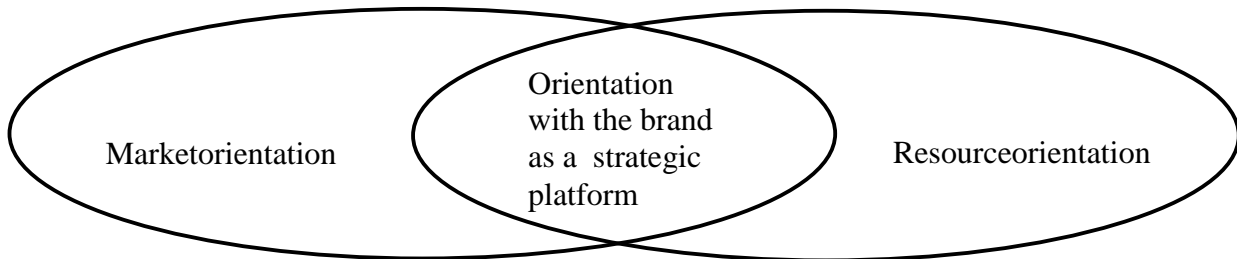 Marketorientation
Orientation
with the brand
as a  strategic
platform
Resourceorientation